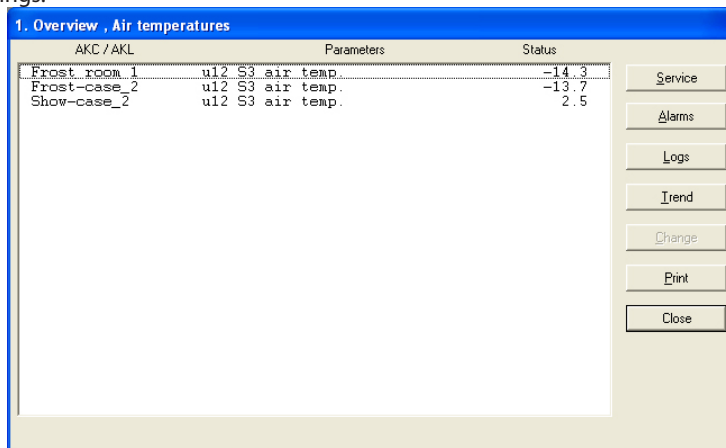 ings.
1. Overview , Air temperatures
AKC / AKL Parameters Status
Frost room 1 u12 S3 air temp. -14.3
Frost-case_2 u12 S3 air temp. -13.7
Show-case_2 u12 S3 air temp. 2.5
Service
Alarms
Logs
Trend
Change
Print
Close